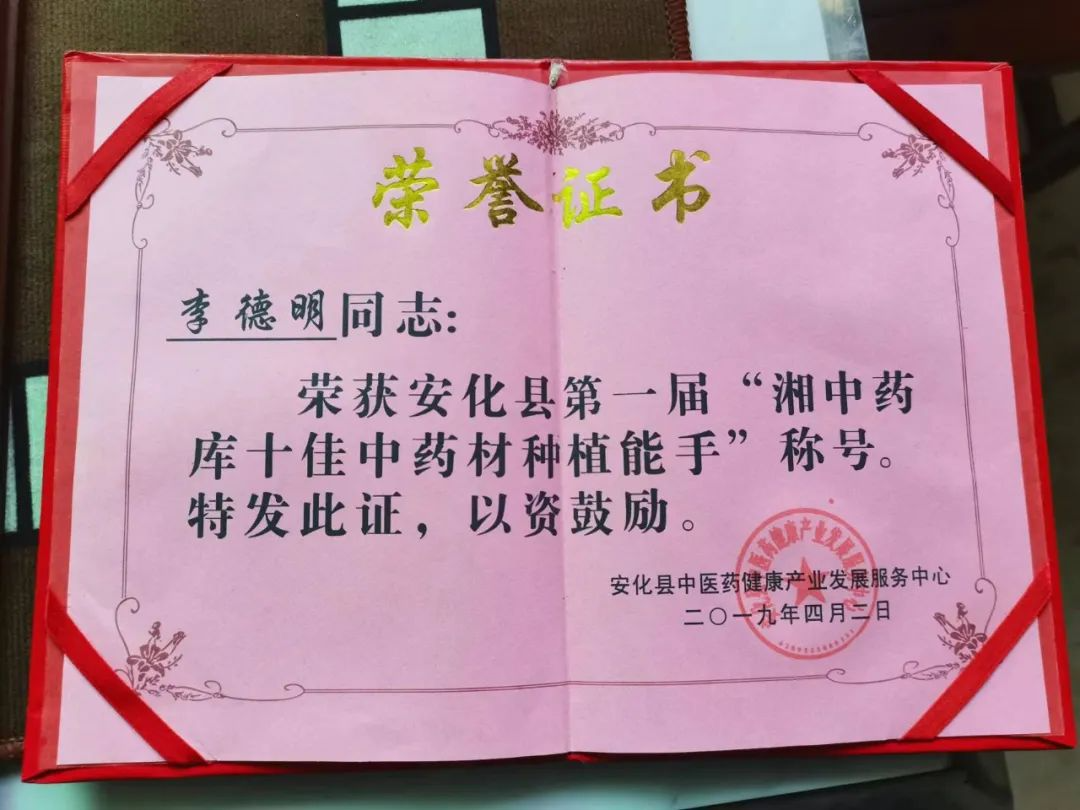 荣誉证书
李德明同志:
荣获安化县第一届“湘中药
库十佳中药材种植能手”称号。
特发此证，以资鼓励。
安化县中医药健康产业发展服务中心
二〇一九年四月二日